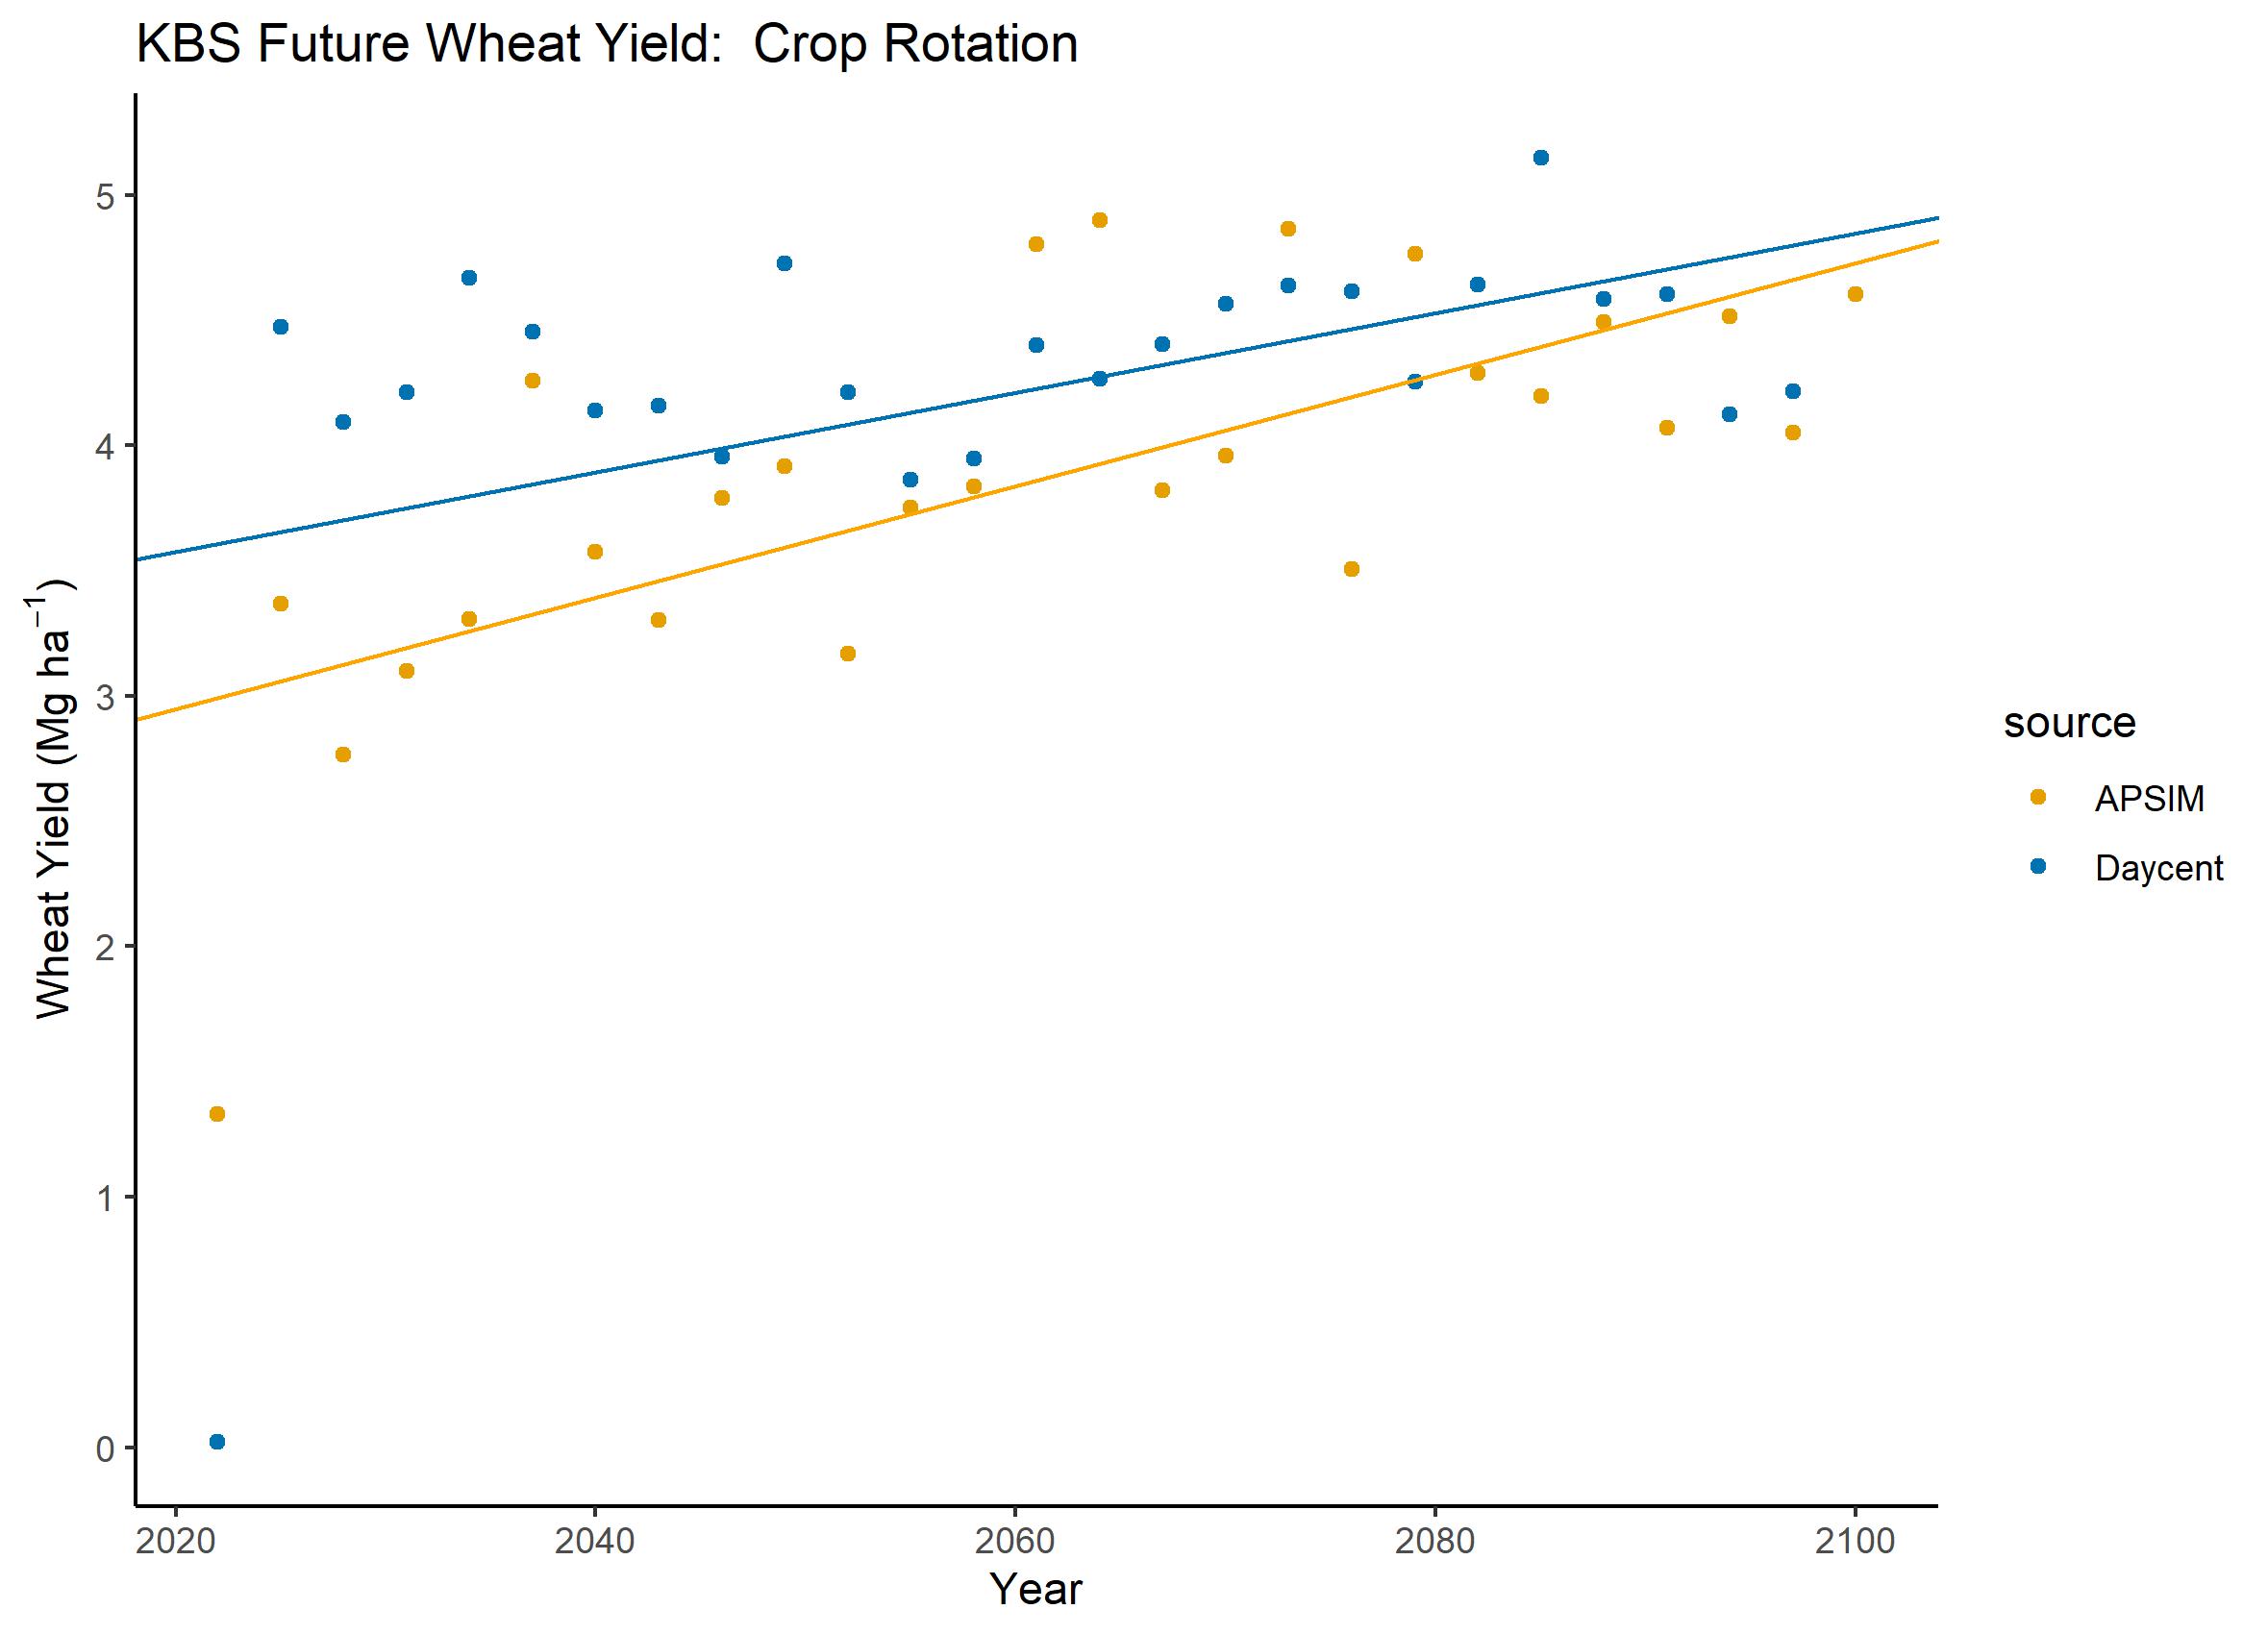 KBS Future Wheat Yield:  Crop Rotation
Wheat Yield (Mg ha⁻¹)
5
4
3
2
1
0
2020 2040 2060 2080 2100
Year
source
APSIM
Daycent